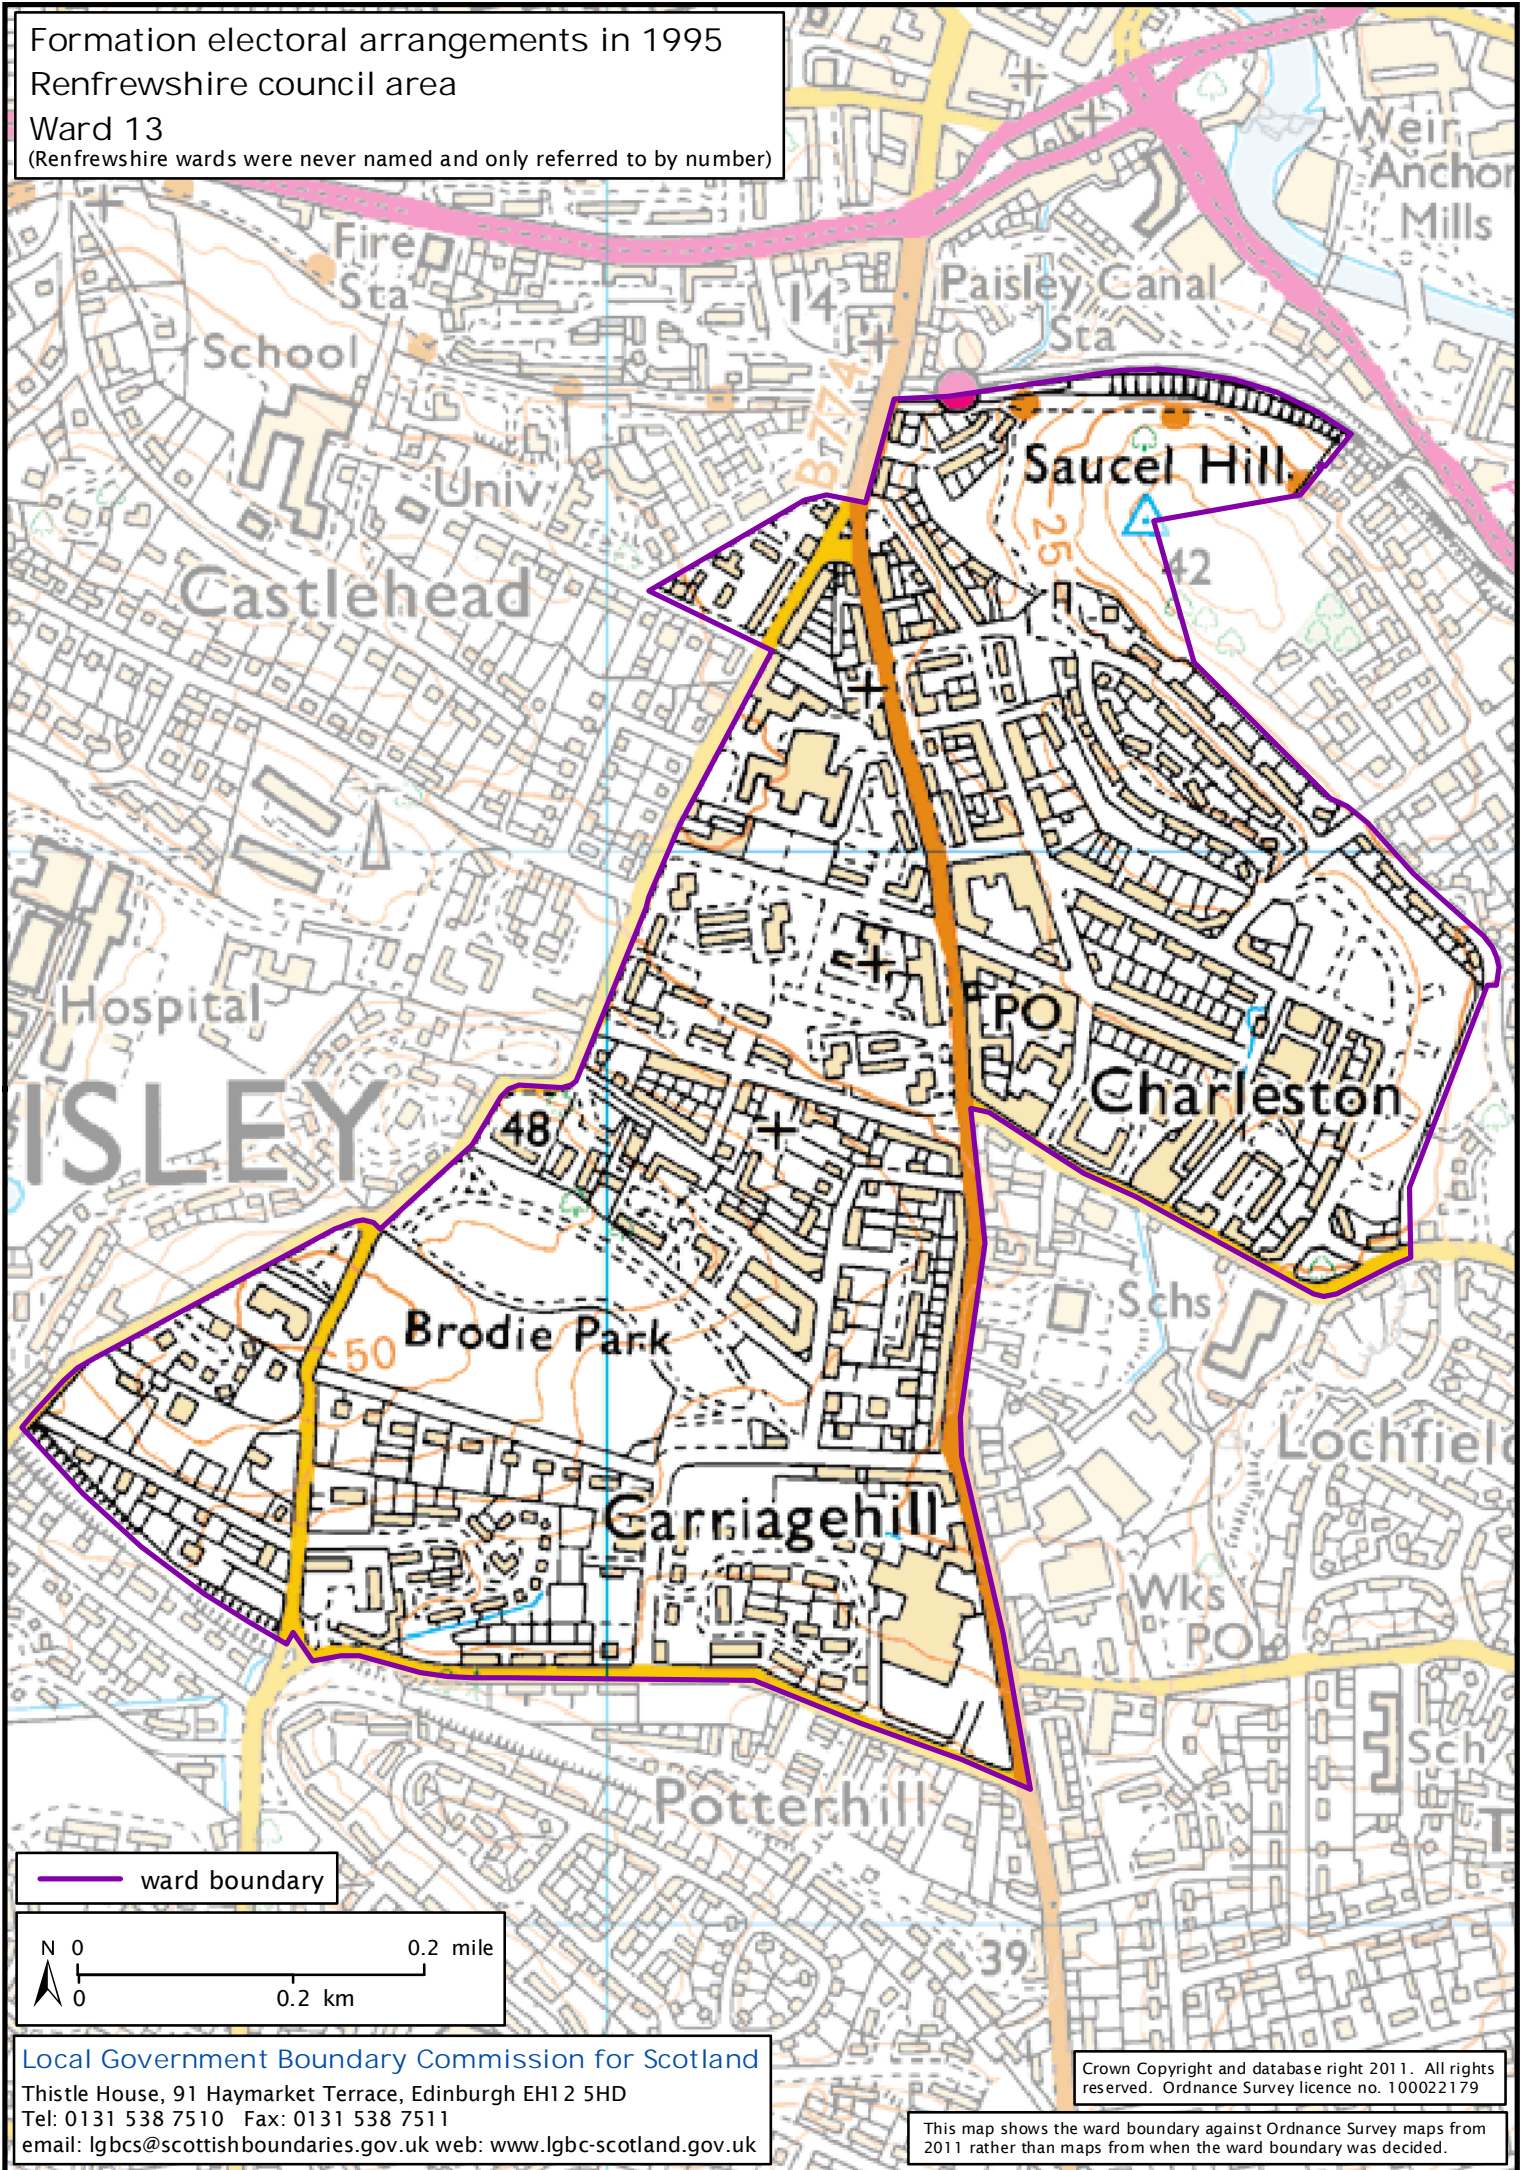 Formation electoral arrangements in 1995
Renfrewshire council area
Ward 13
(Renfrewshire wards were never named and only referred to by number)
Weir
Anchor
Mills
Fire
Sta
14
Paisley Canal
Sta
School
B774
Univ
Saucel Hill
25
42
Castlehead
Hospital
PO
ISLEY
48
Charleston
Schs
50
Brodie Park
Lochfield
Carriagehill
Wks
PO
Sch
Potterhill
39
ward boundary
N 0 0.2 mile
0 0.2 km
Local Government Boundary Commission for Scotland
Thistle House, 91 Haymarket Terrace, Edinburgh EH12 5HD
Tel: 0131 538 7510 Fax: 0131 538 7511
email: lgbcs@scottishboundaries.gov.uk web: www.lgbc-scotland.gov.uk
Crown Copyright and database right 2011. All rights
reserved. Ordnance Survey licence no. 100022179
This map shows the ward boundary against Ordnance Survey maps from
2011 rather than maps from when the ward boundary was decided.